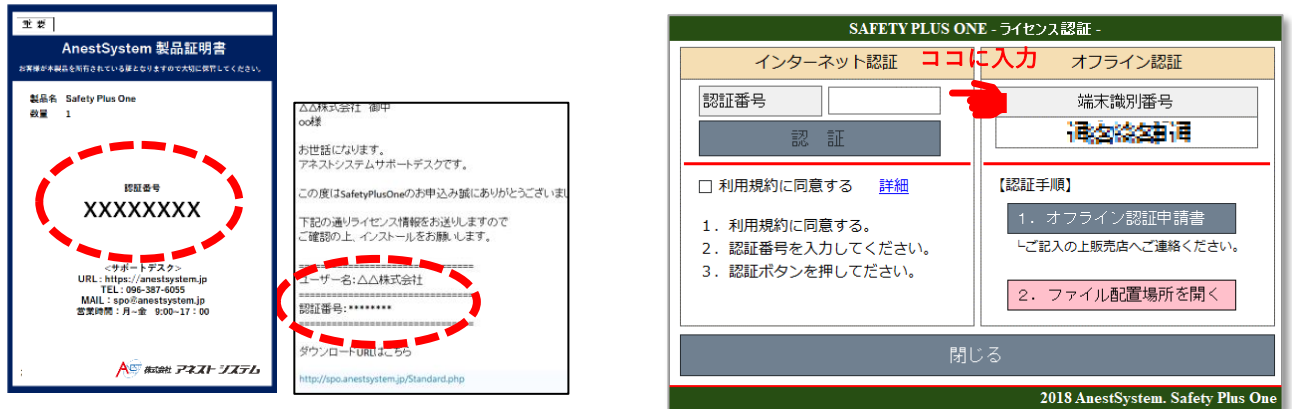 重要
AnestSystem 製品証明書
お客様が本製品を所有されている証となりますので大切に保管してください。
製品名 Safety Plus One
数量 1
認証番号
XXXXXXXX
<サポートデスク>
URL : https://anestsystem.jp
TEL : 096-387-6055
MAIL : spo@anestsystem.jp
営業時間：月~金 9:00~17：00
株式会社 アネスト システム
△△株式会社 御中
oo様
お世話になります。
アネストシステムサポートデスクです。
この度はSafetyPlusOneのお申込み誠にありがとうございまし
下記の通りライセンス情報をお送りしますので
ご確認の上、インストールをお願いします。
================================
ユーザー名:△△株式会社
================================
認証番号:********
================================
ダウンロードURLはこちら
http://spo.anestsystem.jp/Standard.php
SAFETY PLUS ONE - ライセンス認証 -
インターネット認証
ココに入力
オフライン認証
認証番号
認 証
端末識別番号
□ 利用規約に同意する 詳細
1. 利用規約に同意する。
2. 認証番号を入力してください。
3. 認証ボタンを押してださい。
【認証手順】
1. オフライン認証申請書
└ご記入の上販売店へご連絡ください。
2. ファイル配置場所を開く
閉じる
2018 AnestSystem. Safety Plus One